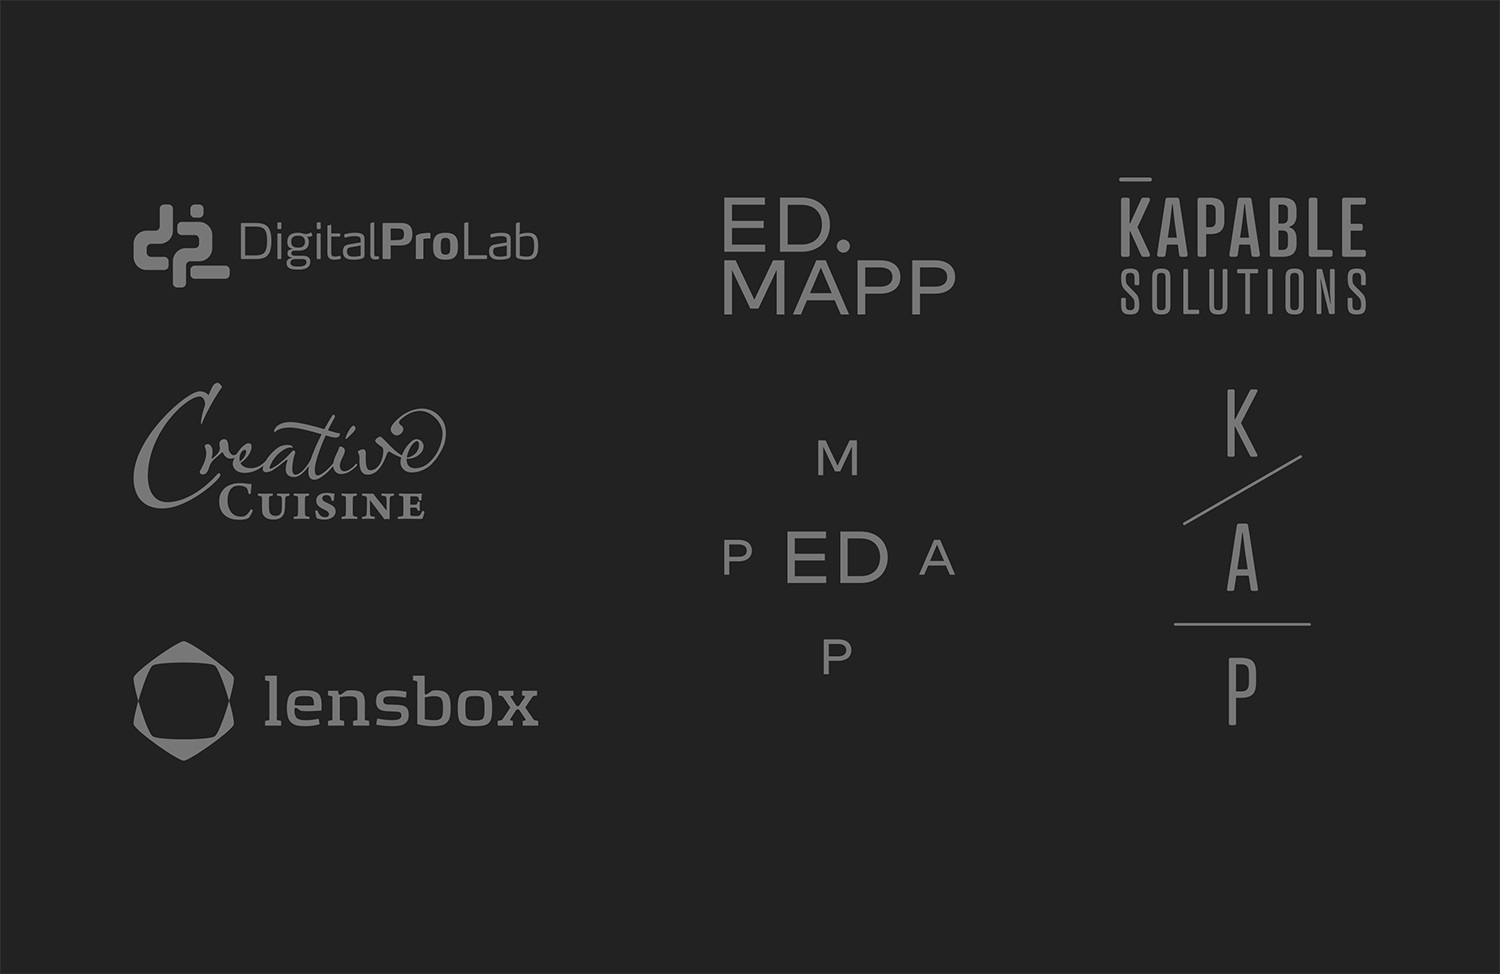 DigitalProLab
Creative
CUISINE
lensbox
ED.
MAPP
M
P ED A
P
KAPABLE
SOLUTIONS
K
A
P